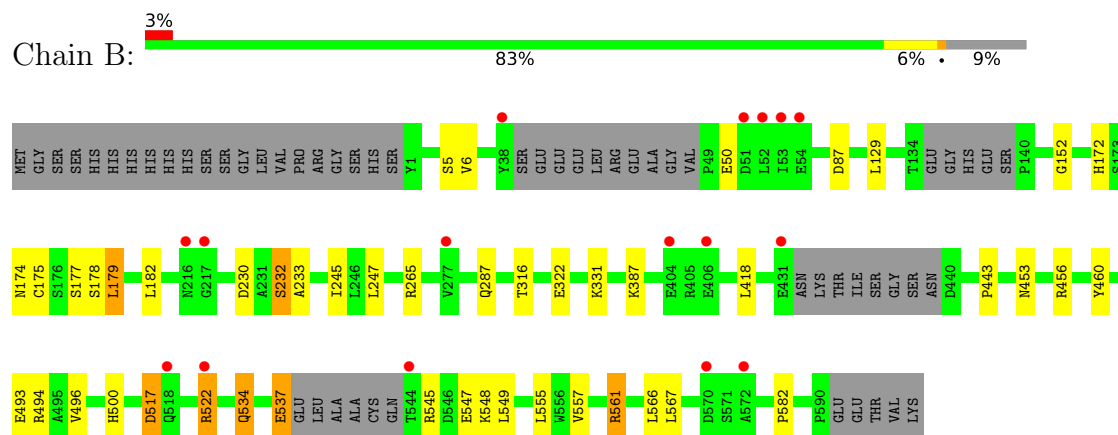 3%
Chain B:
83% 6% • 9%
MET GLY SER SER HIS HIS HIS HIS HIS HIS SER SER GLY LEU VAL PRO ARG GLY SER HIS SER Y1 S5 V6 Y38 SER GLU GLU GLU LEU ARG GLU ALA GLY VAL P49 E50 D51 L52 I53 E54 D87 L129 T134 GLU GLY HIS GLU SER P140 G152 H172 S173
N174 C175 S176 S177 S178 L179 L182 N216 G217 D230 A231 S232 A233 I245 L246 L247 R265 V277 Q287 T316 E322 K331 K387 E404 R405 E406 L418 E431 ASN LYS THR ILE SER GLY SER ASN D440 P443 N453 R456 Y460
E493 R494 A495 V496 H500 D517 Q518 R522 Q534 E537 GLU LEU ALA ALA CYS GLN T544 R545 D546 E547 K548 L549 L555 W556 V557 R561 L566 L567 D570 S571 A572 P582 P590 GLU GLU THR VAL LYS